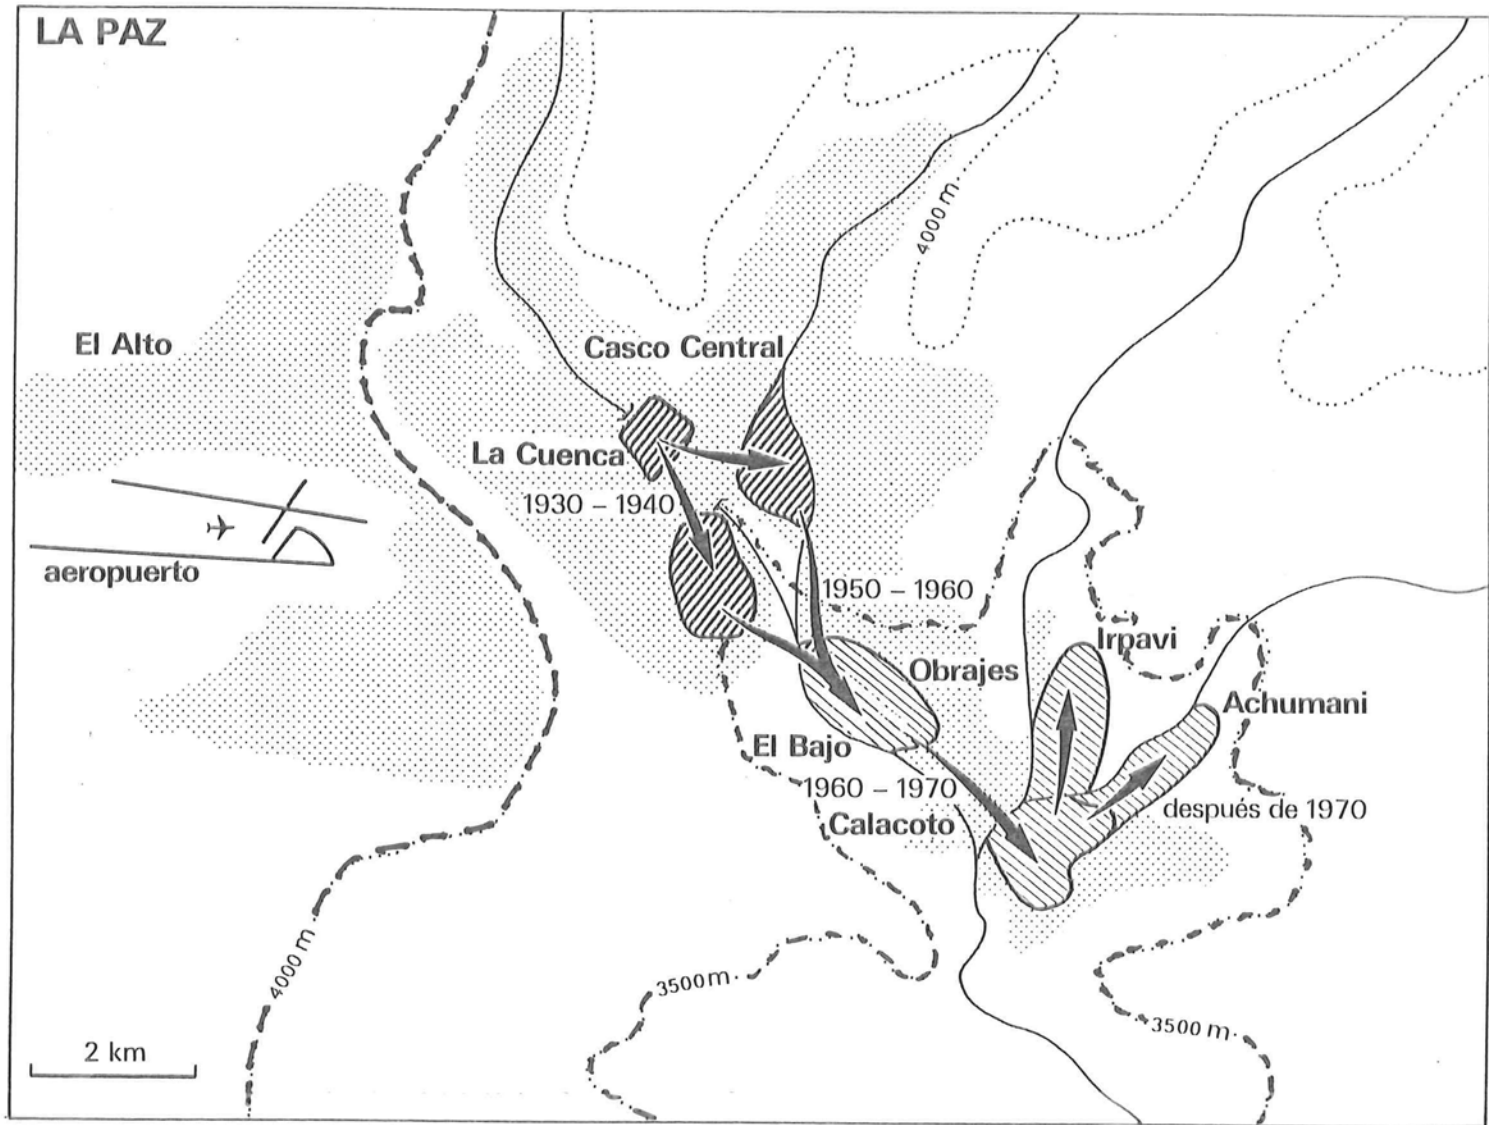 LA PAZ
4000 m
El Alto
Casco Central
La Cuenca
1930 – 1940
aeropuerto
1950 – 1960
Irpavi
Obrajes
Achumani
El Bajo
1960 – 1970
Calacoto
después de 1970
4000 m
3500 m
3500 m
2 km